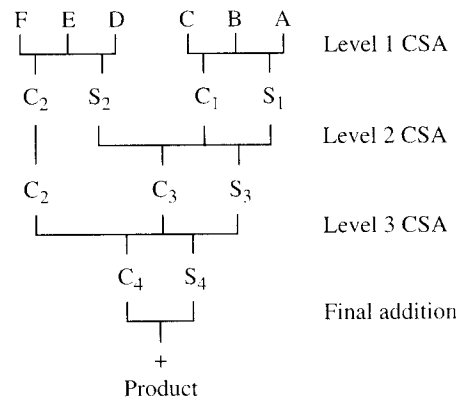 F E D C B A
Level 1 CSA
C₂ S₂ C₁ S₁
Level 2 CSA
C₂ C₃ S₃
Level 3 CSA
C₄ S₄
Final addition
+
Product